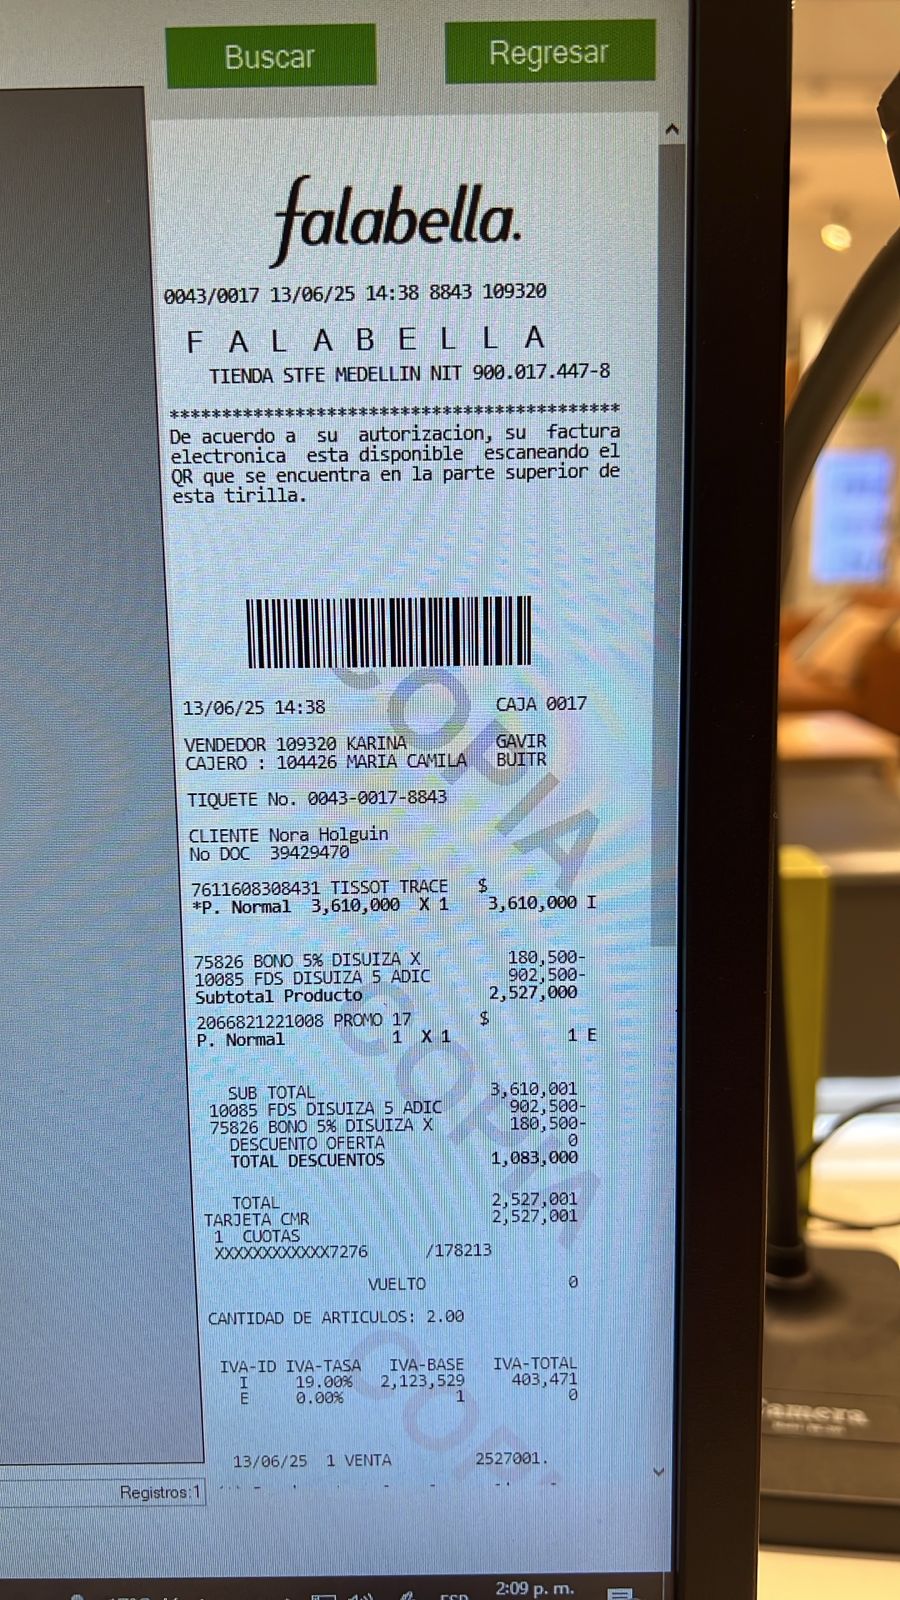 Buscar Regresar
falabella.
0043/0017 13/06/25 14:38 8843 109320
F A L A B E L L A
TIENDA STFE MEDELLIN NIT 900.017.447-8
*******************************************
De acuerdo a su autorizacion, su factura
electronica esta disponible escaneando el
QR que se encuentra en la parte superior de
esta tirilla.
COPIA
13/06/25 14:38 CAJA 0017
VENDEDOR 109320 KARINA GAVIR
CAJERO : 104426 MARIA CAMILA BUITR
TIQUETE No. 0043-0017-8843
CLIENTE Nora Holguin
No DOC 39429470
7611608308431 TISSOT TRACE $
*P. Normal 3,610,000 X 1 3,610,000 I
75826 BONO 5% DISUIZA X 180,500-
10085 FDS DISUIZA 5 ADIC 902,500-
Subtotal Producto 2,527,000
2066821221008 PROMO 17 $
P. Normal 1 X 1 1 E
COPIA
SUB TOTAL 3,610,001
10085 FDS DISUIZA 5 ADIC 902,500-
75826 BONO 5% DISUIZA X 180,500-
DESCUENTO OFERTA 0
TOTAL DESCUENTOS 1,083,000
TOTAL 2,527,001
TARJETA CMR 2,527,001
1 CUOTAS
XXXXXXXXXXXX7276 /178213
VUELTO 0
CANTIDAD DE ARTICULOS: 2.00
IVA-ID IVA-TASA IVA-BASE IVA-TOTAL
I 19.00% 2,123,529 403,471
E 0.00% 1 0
COPI
13/06/25 1 VENTA 2527001.
Registros:1
2:09 p. m.